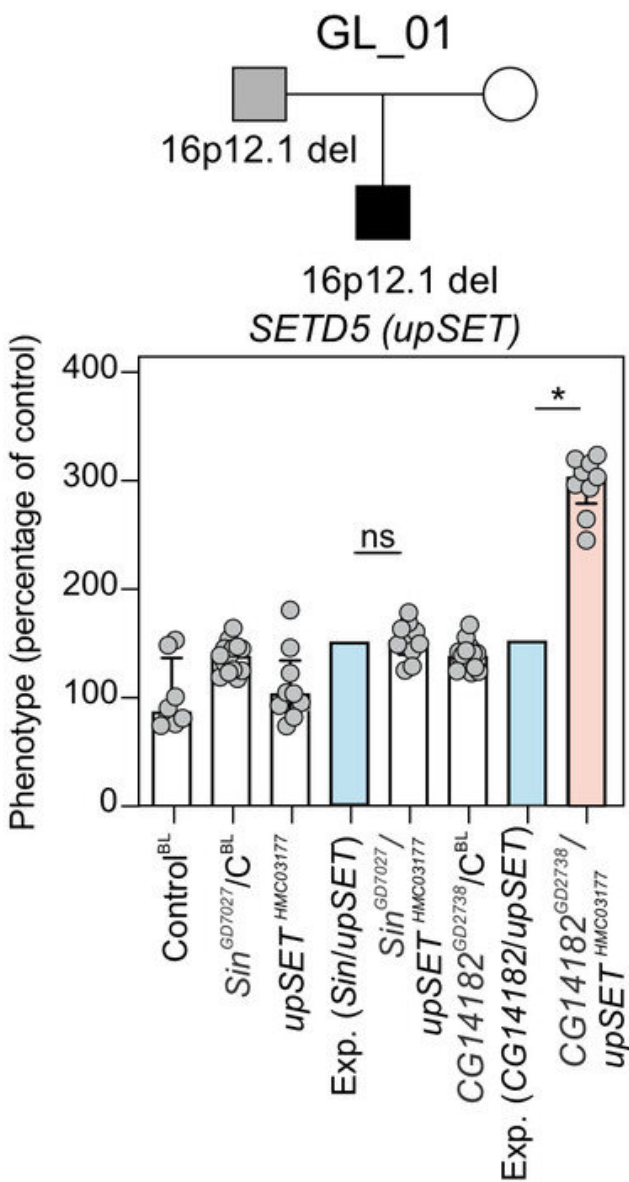 GL_01
16p12.1 del
16p12.1 del
SETD5 (upSET)
Phenotype (percentage of control)
400
300
200
100
0
ns
*
Control^BL
Sin^GD7027/C^BL
upSET^HMC03177
Exp. (Sin/upSET)
Sin^GD7027/
upSET^HMC03177
CG14182^GD2738/C^BL
Exp. (CG14182/upSET)
CG14182^GD2738/
upSET^HMC03177